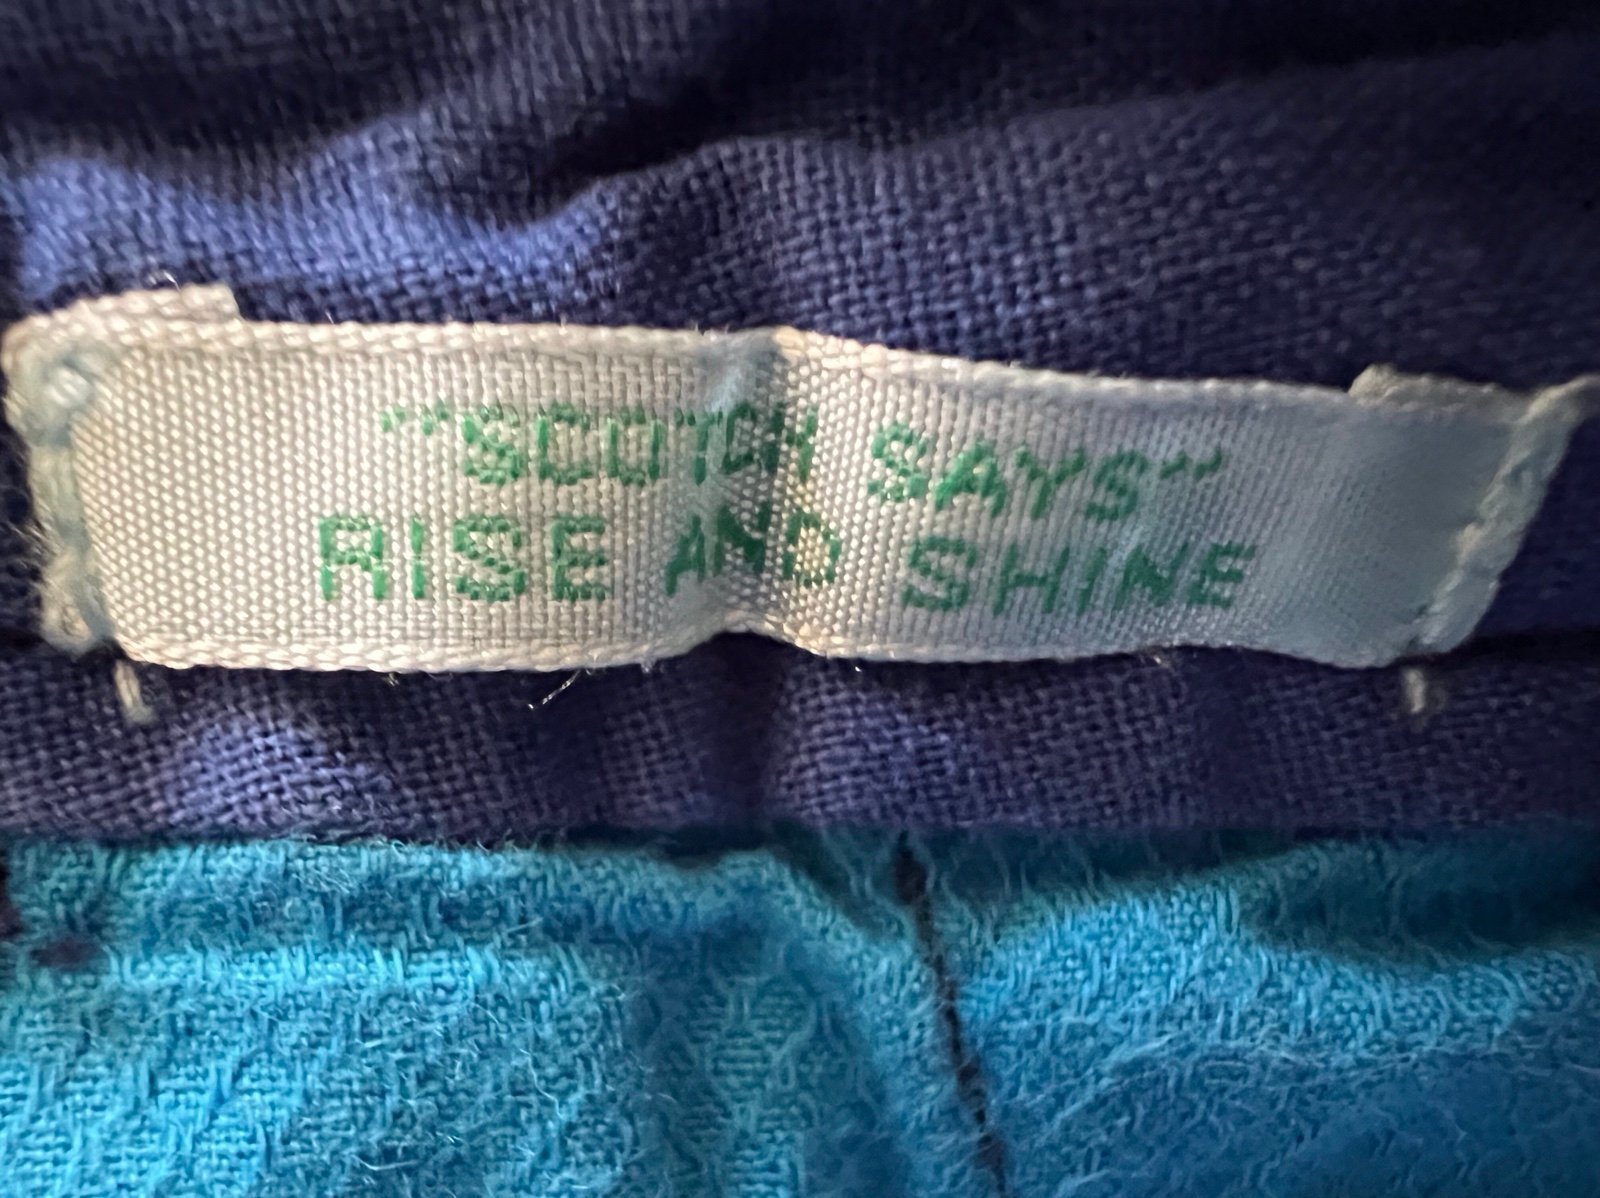 "SCOTCH SAYS"
RISE AND SHINE